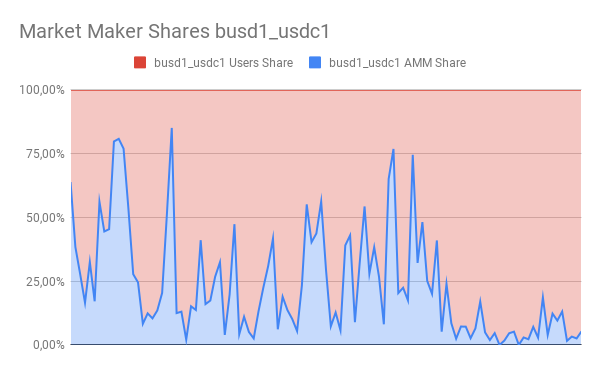 Market Maker Shares busd1_usdc1
busd1_usdc1 Users Share busd1_usdc1 AMM Share
100,00%
75,00%
50,00%
25,00%
0,00%